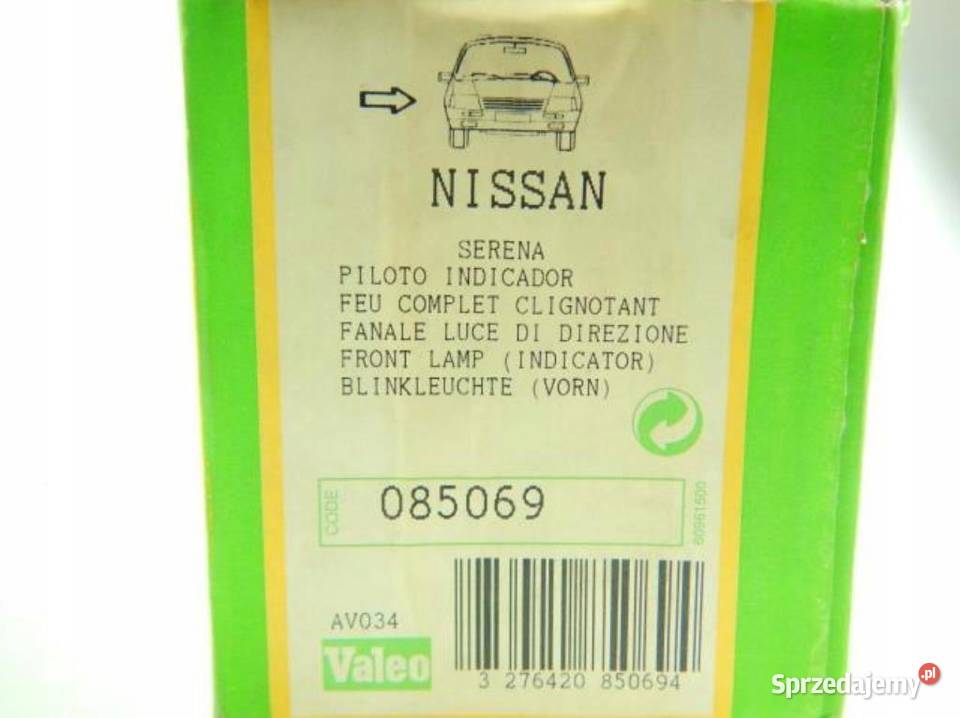 NISSAN
SERENA
PILOTO INDICADOR
FEU COMPLET CLIGNOTANT
FANALE LUCE DI DIREZIONE
FRONT LAMP (INDICATOR)
BLINKLEUCHTE (VORN)
CODE
085069
60961500
AV034
Valeo
3 276420 850694
Sprzedajemy.pl